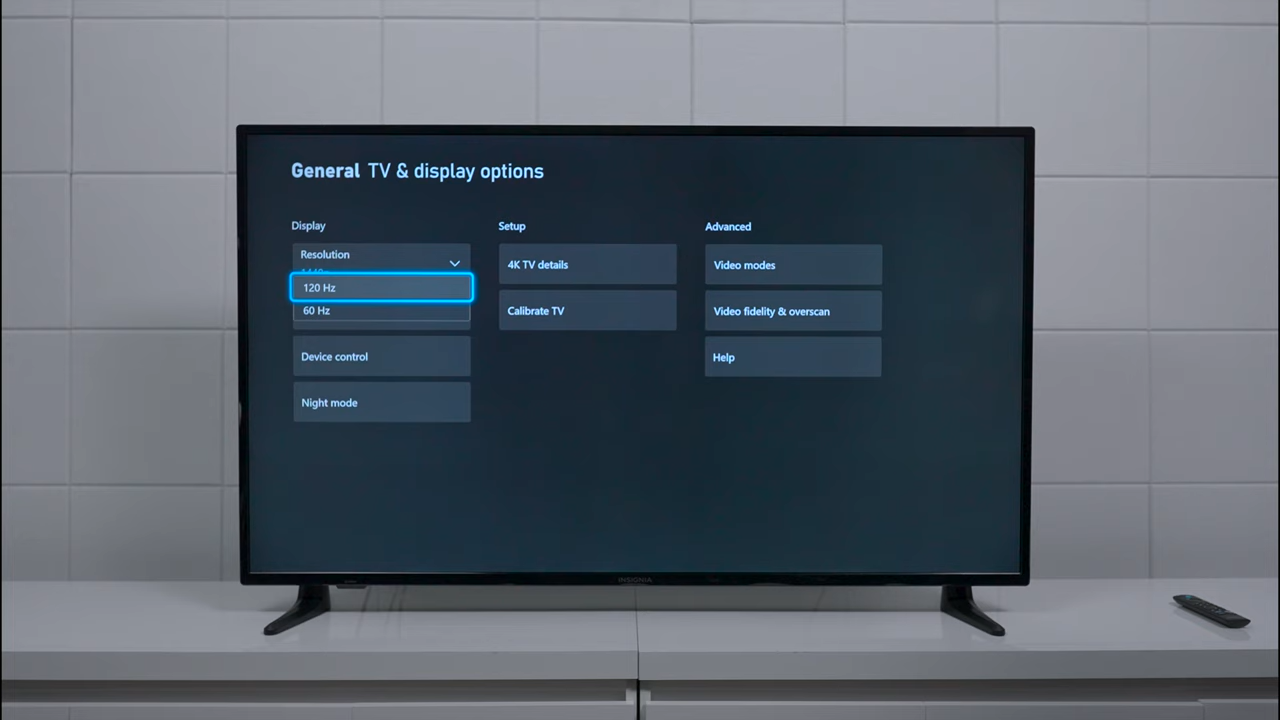 General TV & display options
Display
Resolution
120 Hz
60 Hz
Device control
Night mode
Setup
4K TV details
Calibrate TV
Advanced
Video modes
Video fidelity & overscan
Help
INSIGNIA